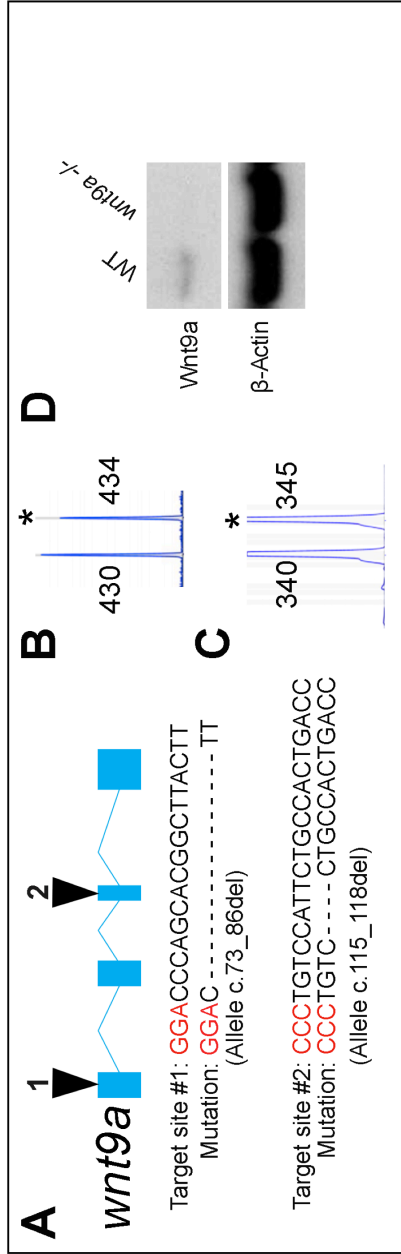 A
wnt9a
1
2
Target site #1: GGACCCAGCACGGCTTACTT
Mutation: GGAC - - - - - - - - - - - - - - TT
(Allele c.73_86del)
Target site #2: CCCTGTCCATTCTGCCACTGACC
Mutation: CCCTGTC - - - - CTGCCACTGACC
(Allele c.115_118del)
B
430
*
434
C
340
*
345
D
WT
wnt9a -/-
Wnt9a
β-Actin